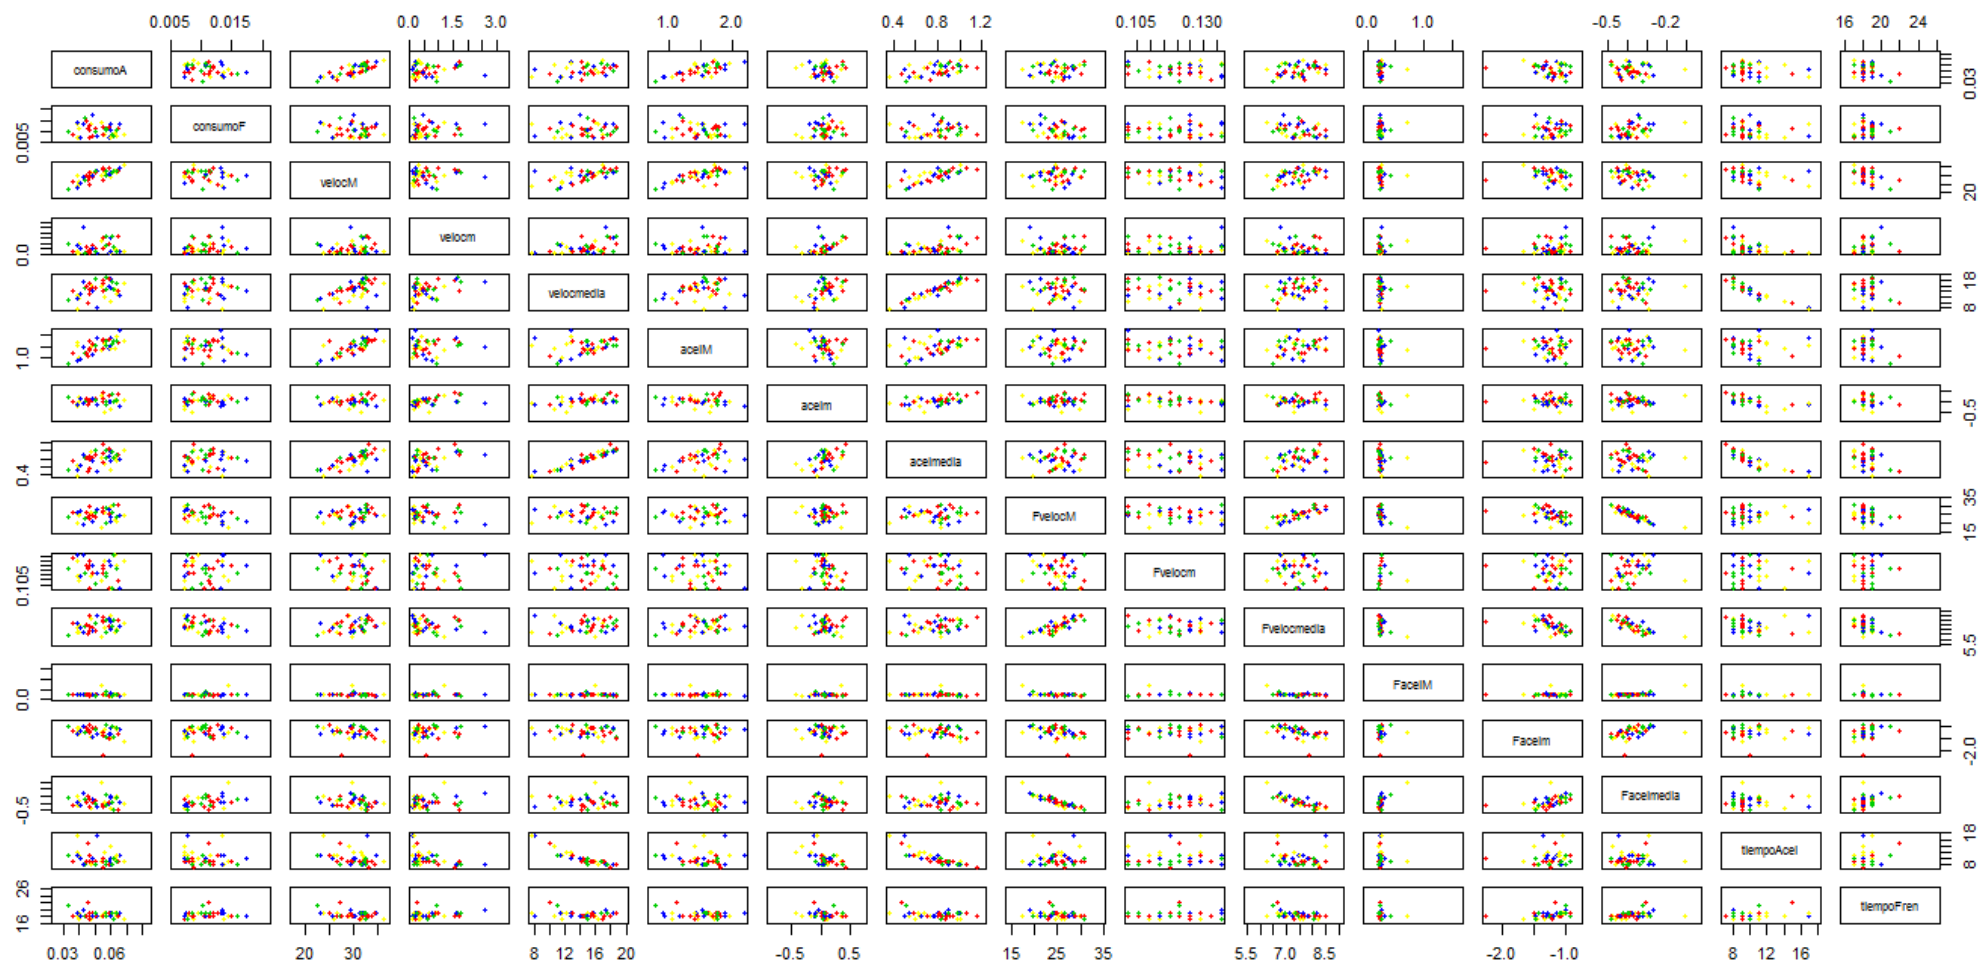 0.005 0.015 0.0 1.5 3.0 1.0 2.0 0.4 0.8 1.2 0.105 0.130 0.0 1.0 -0.5 -0.2 16 20 24
consumoA 0.03
0.005 consumoF
velocM 20
0.0 velocm
velocmedia 18 8
1.0 acelM
acelm -0.5
0.4 acelmedia
FvelocM 35 15
0.105 Fvelocm
Fvelocmedia 5.5
0.0 FacelM
Facelm -2.0
-0.5 Facelmedia
tiempoAcel 18 8
26 16 tiempoFren
0.03 0.06 20 30 8 12 16 20 -0.5 0.5 15 25 35 5.5 7.0 8.5 -2.0 -1.0 8 12 16